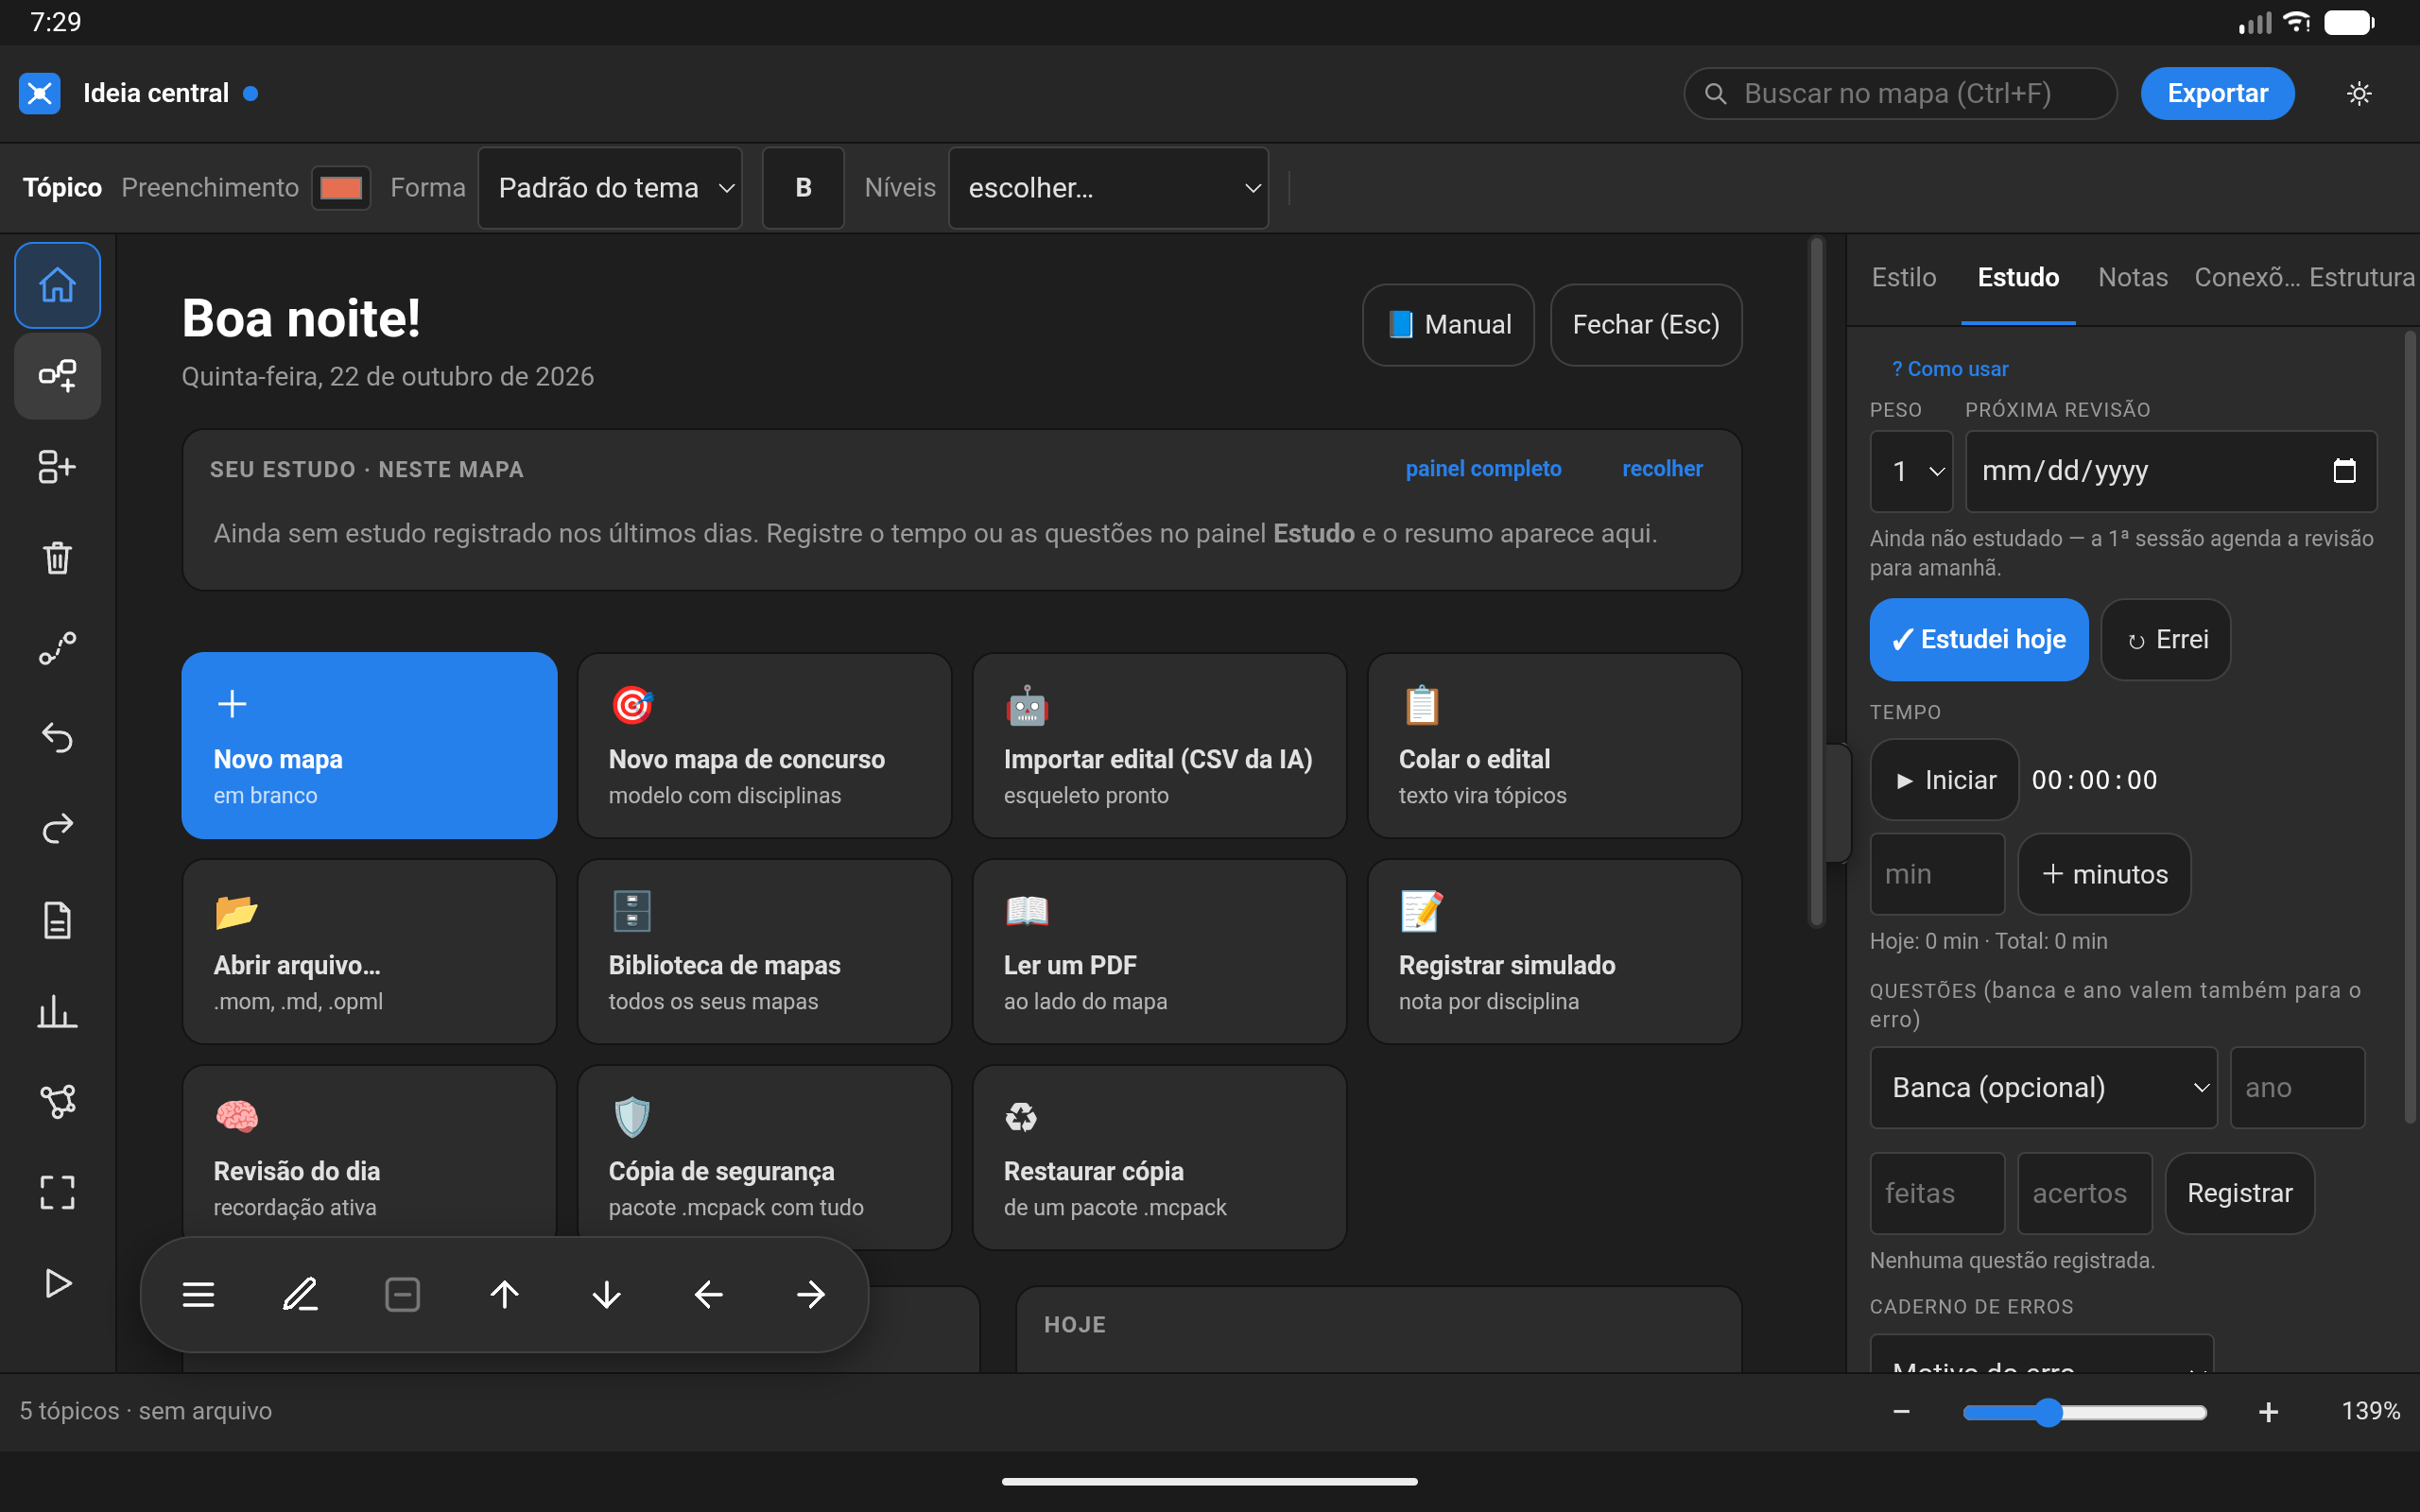 7:29
Ideia central
Buscar no mapa (Ctrl+F)
Exportar
Tópico Preenchimento Forma Padrão do tema B Níveis escolher...
Boa noite!
Quinta-feira, 22 de outubro de 2026
📘 Manual
Fechar (Esc)
SEU ESTUDO · NESTE MAPA
painel completo
recolher
Ainda sem estudo registrado nos últimos dias. Registre o tempo ou as questões no painel Estudo e o resumo aparece aqui.
Novo mapa
em branco
Novo mapa de concurso
modelo com disciplinas
Importar edital (CSV da IA)
esqueleto pronto
Colar o edital
texto vira tópicos
Abrir arquivo...
.mom, .md, .opml
Biblioteca de mapas
todos os seus mapas
Ler um PDF
ao lado do mapa
Registrar simulado
nota por disciplina
Revisão do dia
recordação ativa
Cópia de segurança
pacote .mcpack com tudo
Restaurar cópia
de um pacote .mcpack
HOJE
Estilo Estudo Notas Conexõ... Estrutura
? Como usar
PESO PRÓXIMA REVISÃO
1 mm/dd/yyyy
Ainda não estudado — a 1ª sessão agenda a revisão
para amanhã.
✓ Estudei hoje
↻ Errei
TEMPO
► Iniciar 00:00:00
min + minutos
Hoje: 0 min · Total: 0 min
QUESTÕES (banca e ano valem também para o
erro)
Banca (opcional) ano
feitas acertos Registrar
Nenhuma questão registrada.
CADERNO DE ERROS
Motivo do erro
5 tópicos · sem arquivo
− + 139%